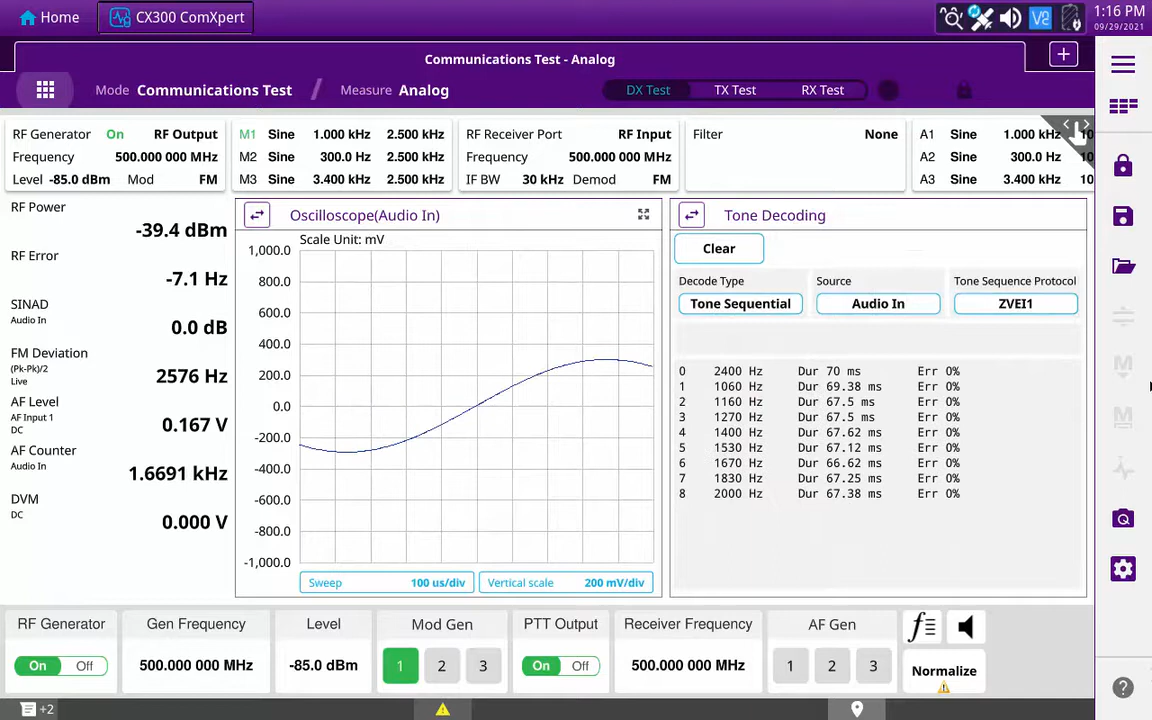 Home
CX300 ComXpert
1:16 PM
09/29/2021
Communications Test - Analog
+
Mode Communications Test / Measure Analog
DX Test TX Test RX Test
RF Generator On RF Output
Frequency 500.000 000 MHz
Level -85.0 dBm Mod FM
M1 Sine 1.000 kHz 2.500 kHz
M2 Sine 300.0 Hz 2.500 kHz
M3 Sine 3.400 kHz 2.500 kHz
RF Receiver Port RF Input
Frequency 500.000 000 MHz
IF BW 30 kHz Demod FM
Filter None
A1 Sine 1.000 kHz 10
A2 Sine 300.0 Hz 10
A3 Sine 3.400 kHz 10
RF Power
-39.4 dBm
RF Error
-7.1 Hz
SINAD
Audio In
0.0 dB
FM Deviation
(Pk-Pk)/2
Live
2576 Hz
AF Level
AF Input 1
DC
0.167 V
AF Counter
Audio In
1.6691 kHz
DVM
DC
0.000 V
Oscilloscope(Audio In)
Scale Unit: mV
1,000.0
800.0
600.0
400.0
200.0
0.0
-200.0
-400.0
-600.0
-800.0
-1,000.0
Sweep 100 us/div
Vertical scale 200 mV/div
Tone Decoding
Clear
Decode Type Source Tone Sequence Protocol
Tone Sequential Audio In ZVEI1
0 2400 Hz Dur 70 ms Err 0%
1 1060 Hz Dur 69.38 ms Err 0%
2 1160 Hz Dur 67.5 ms Err 0%
3 1270 Hz Dur 67.5 ms Err 0%
4 1400 Hz Dur 67.62 ms Err 0%
5 1530 Hz Dur 67.12 ms Err 0%
6 1670 Hz Dur 66.62 ms Err 0%
7 1830 Hz Dur 67.25 ms Err 0%
8 2000 Hz Dur 67.38 ms Err 0%
RF Generator
On Off
Gen Frequency
500.000 000 MHz
Level
-85.0 dBm
Mod Gen
1 2 3
PTT Output
On Off
Receiver Frequency
500.000 000 MHz
AF Gen
1 2 3
Normalize
+2